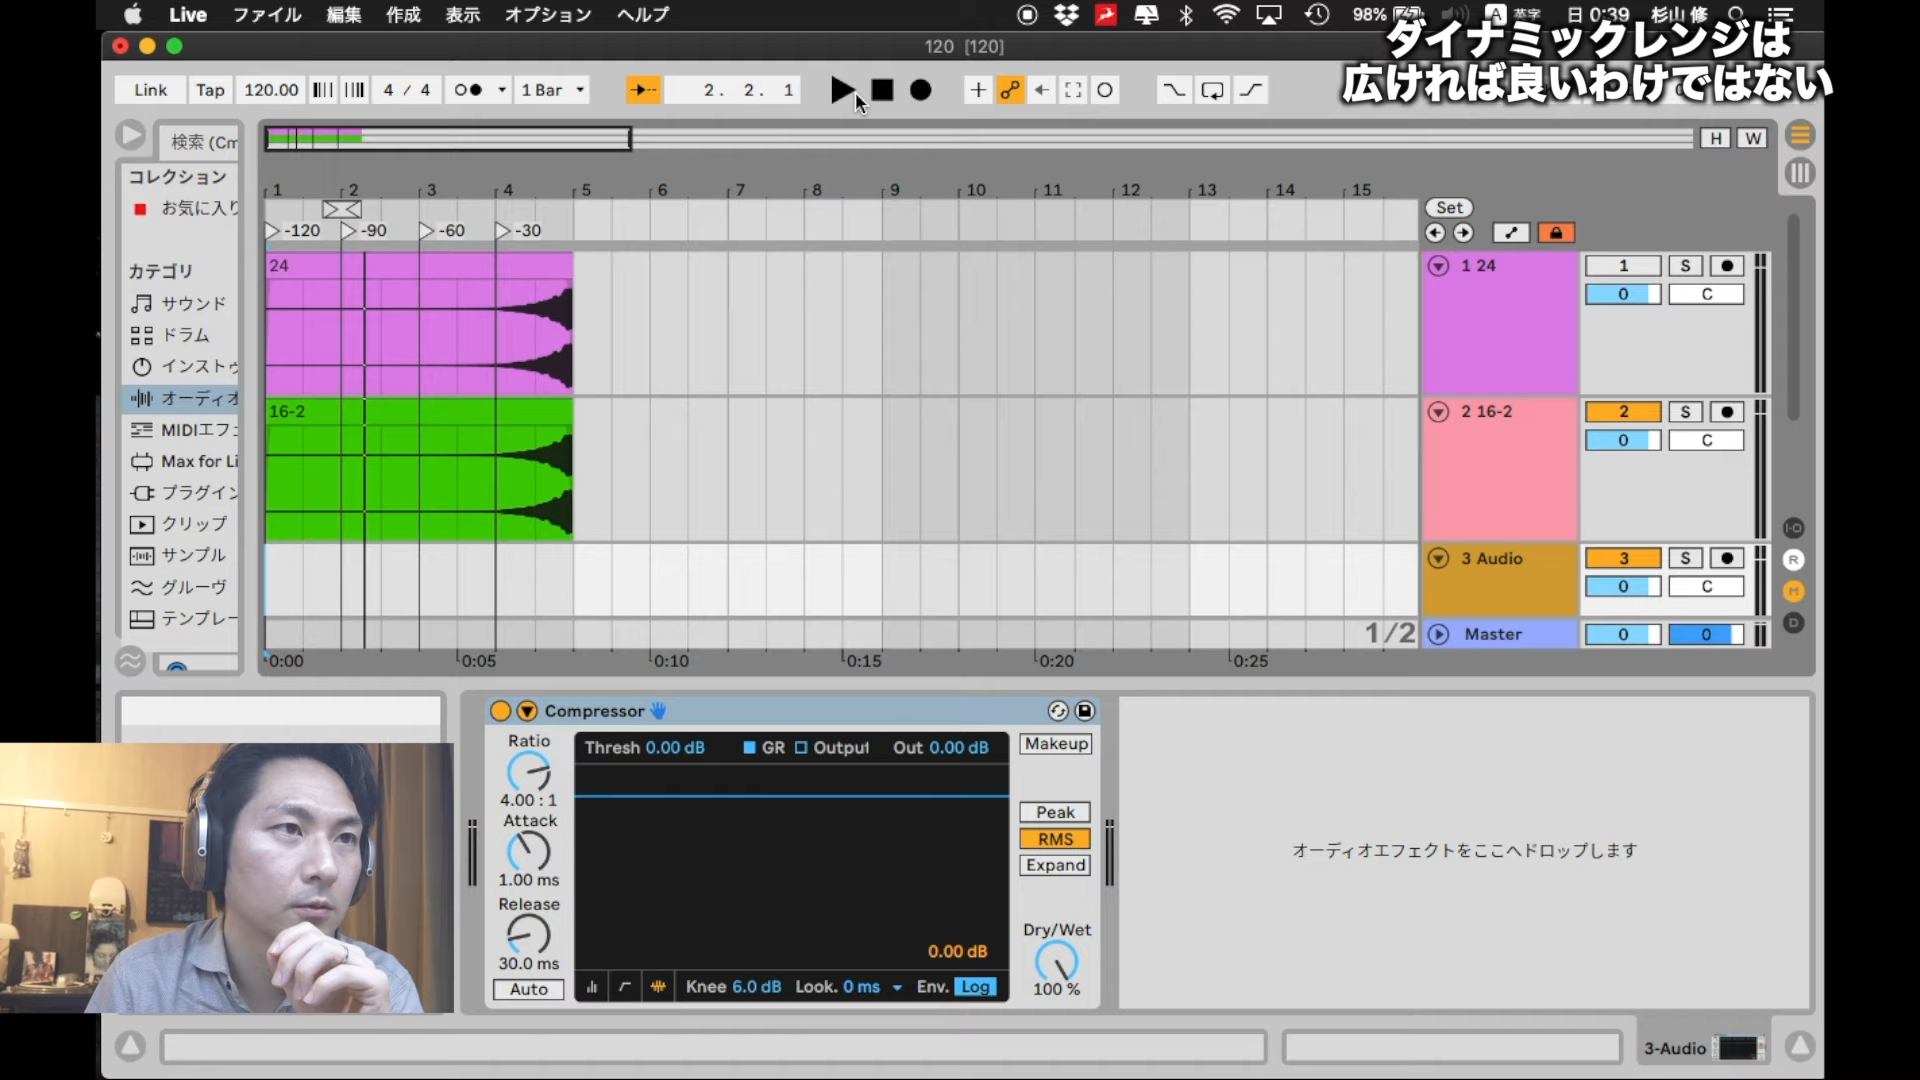 Live ファイル 編集 作成 表示 オプション ヘルプ
98% A 英字 日 0:39 杉山 修
ダイナミックレンジは
広ければ良いわけではない
120 [120]
Link Tap 120.00 4 / 4 1 Bar 2. 2. 1
検索 (Cm
H W
コレクション
お気に入り
カテゴリ
サウンド
ドラム
インストゥ
オーディオ
MIDIエフェ
Max for Li
プラグイン
クリップ
サンプル
グルーヴ
テンプレー
1 2 3 4 5 6 7 8 9 10 11 12 13 14 15
-120 -90 -60 -30
Set
24
16-2
1 24 1 S
0 C
2 16-2 2 S
0 C
3 Audio 3 S
0 C
1/2 Master 0 0
0:00 0:05 0:10 0:15 0:20 0:25
I·O
R
M
D
Compressor
Ratio
4.00 : 1
Attack
1.00 ms
Release
30.0 ms
Auto
Thresh 0.00 dB GR Output Out 0.00 dB
0.00 dB
Knee 6.0 dB Look. 0 ms Env. Log
Makeup
Peak
RMS
Expand
Dry/Wet
100 %
オーディオエフェクトをここへドロップします
3-Audio